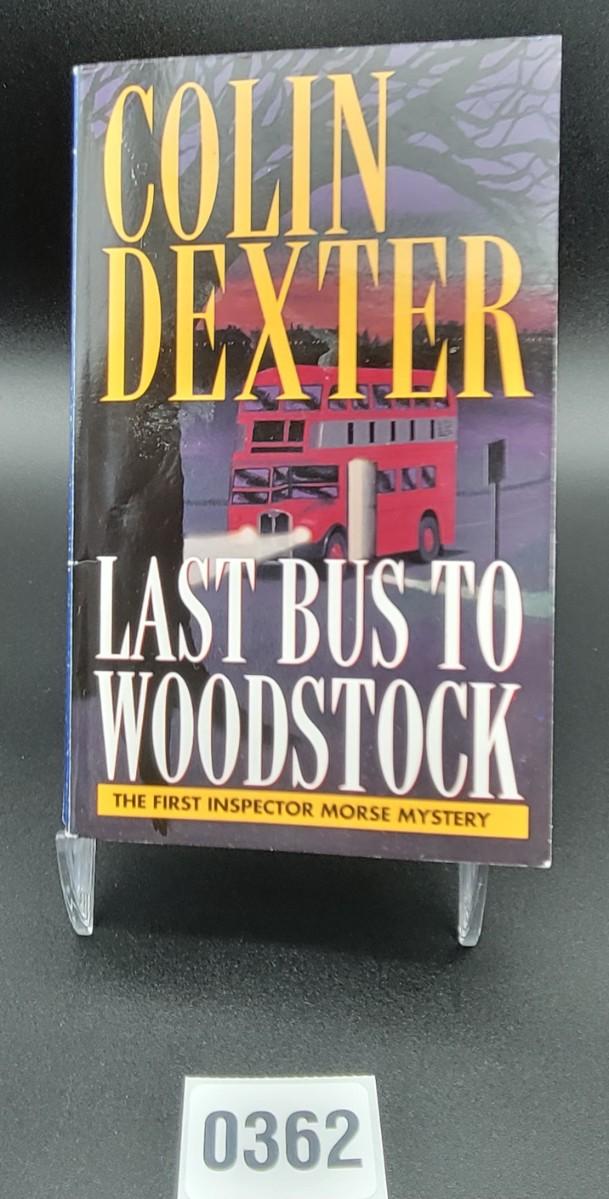 COLIN
DEXTER
LAST BUS TO
WOODSTOCK
THE FIRST INSPECTOR MORSE MYSTERY
0362